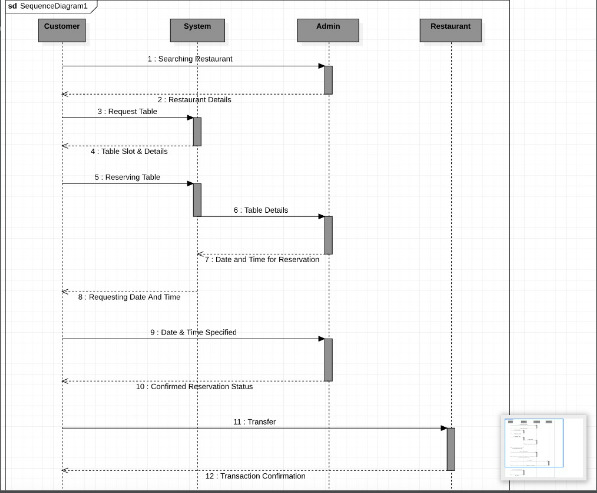 sd SequenceDiagram1
Customer
System
Admin
Restaurant
1 : Searching Restaurant
2 : Restaurant Details
3 : Request Table
4 : Table Slot & Details
5 : Reserving Table
6 : Table Details
7 : Date and Time for Reservation
8 : Requesting Date And Time
9 : Date & Time Specified
10 : Confirmed Reservation Status
11 : Transfer
12 : Transaction Confirmation